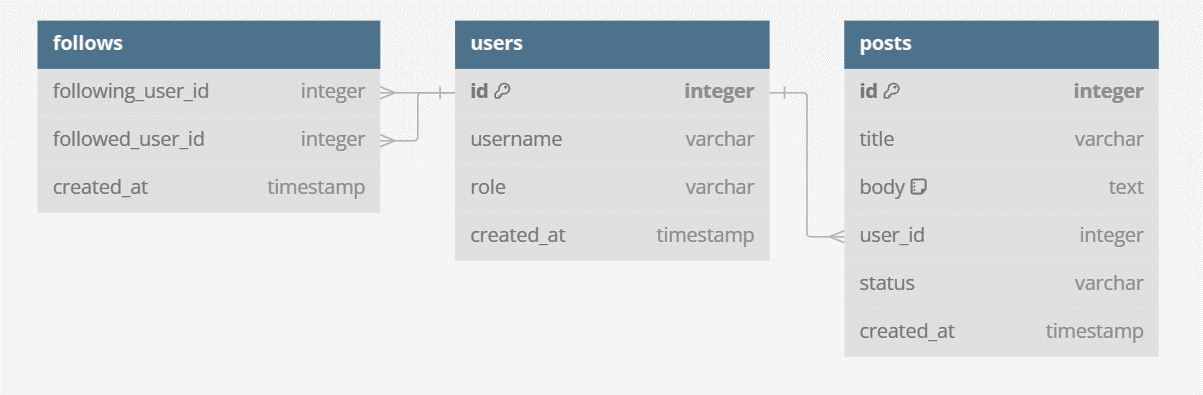 follows
following_user_id integer
followed_user_id integer
created_at timestamp
users
id integer
username varchar
role varchar
created_at timestamp
posts
id integer
title varchar
body text
user_id integer
status varchar
created_at timestamp